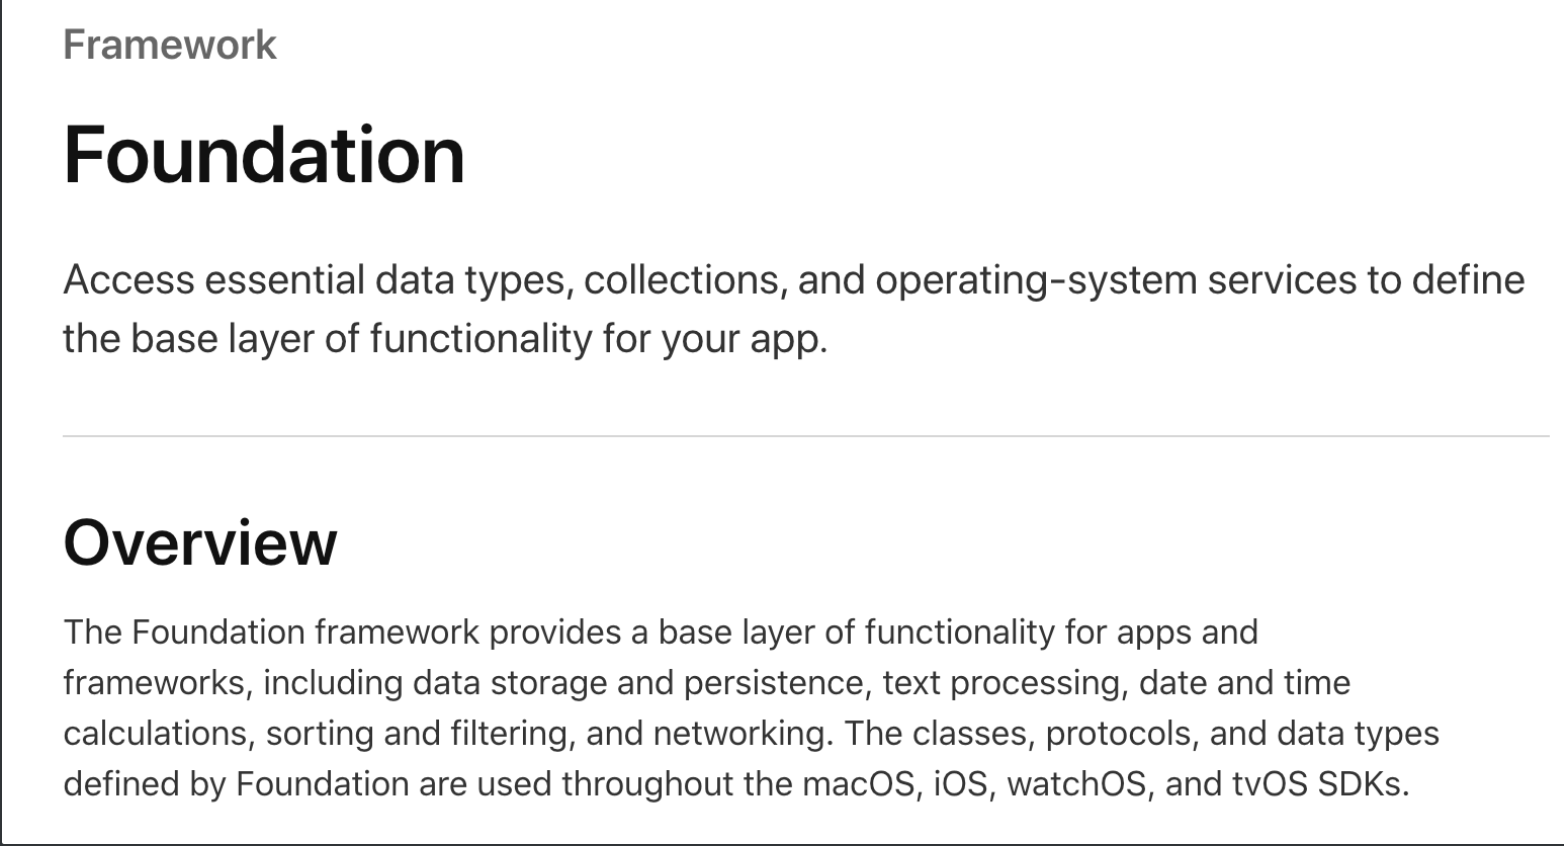 Framework
Foundation
Access essential data types, collections, and operating-system services to define
the base layer of functionality for your app.
Overview
The Foundation framework provides a base layer of functionality for apps and
frameworks, including data storage and persistence, text processing, date and time
calculations, sorting and filtering, and networking. The classes, protocols, and data types
defined by Foundation are used throughout the macOS, iOS, watchOS, and tvOS SDKs.